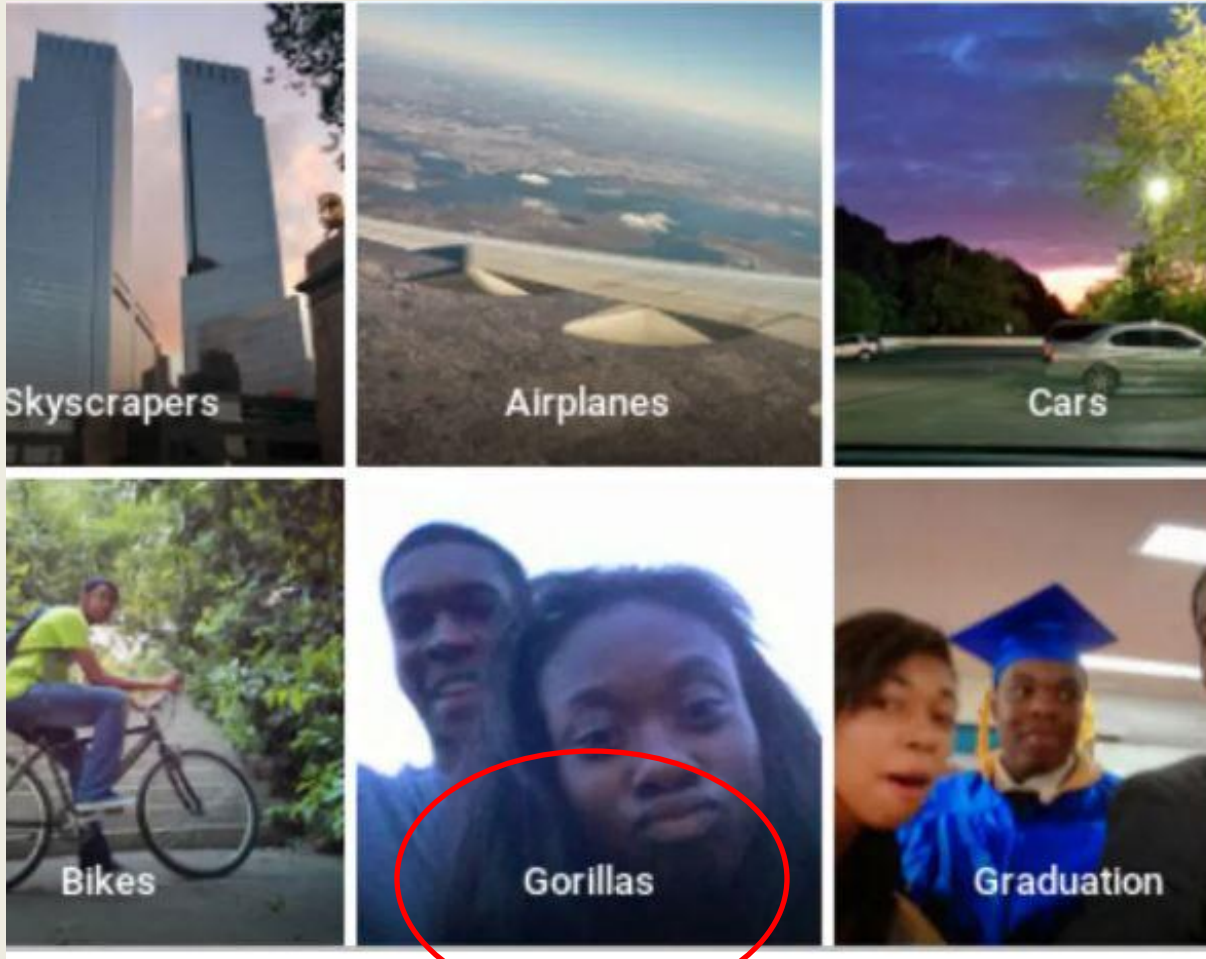 Skyscrapers
Airplanes
Cars
Bikes
Gorillas
Graduation